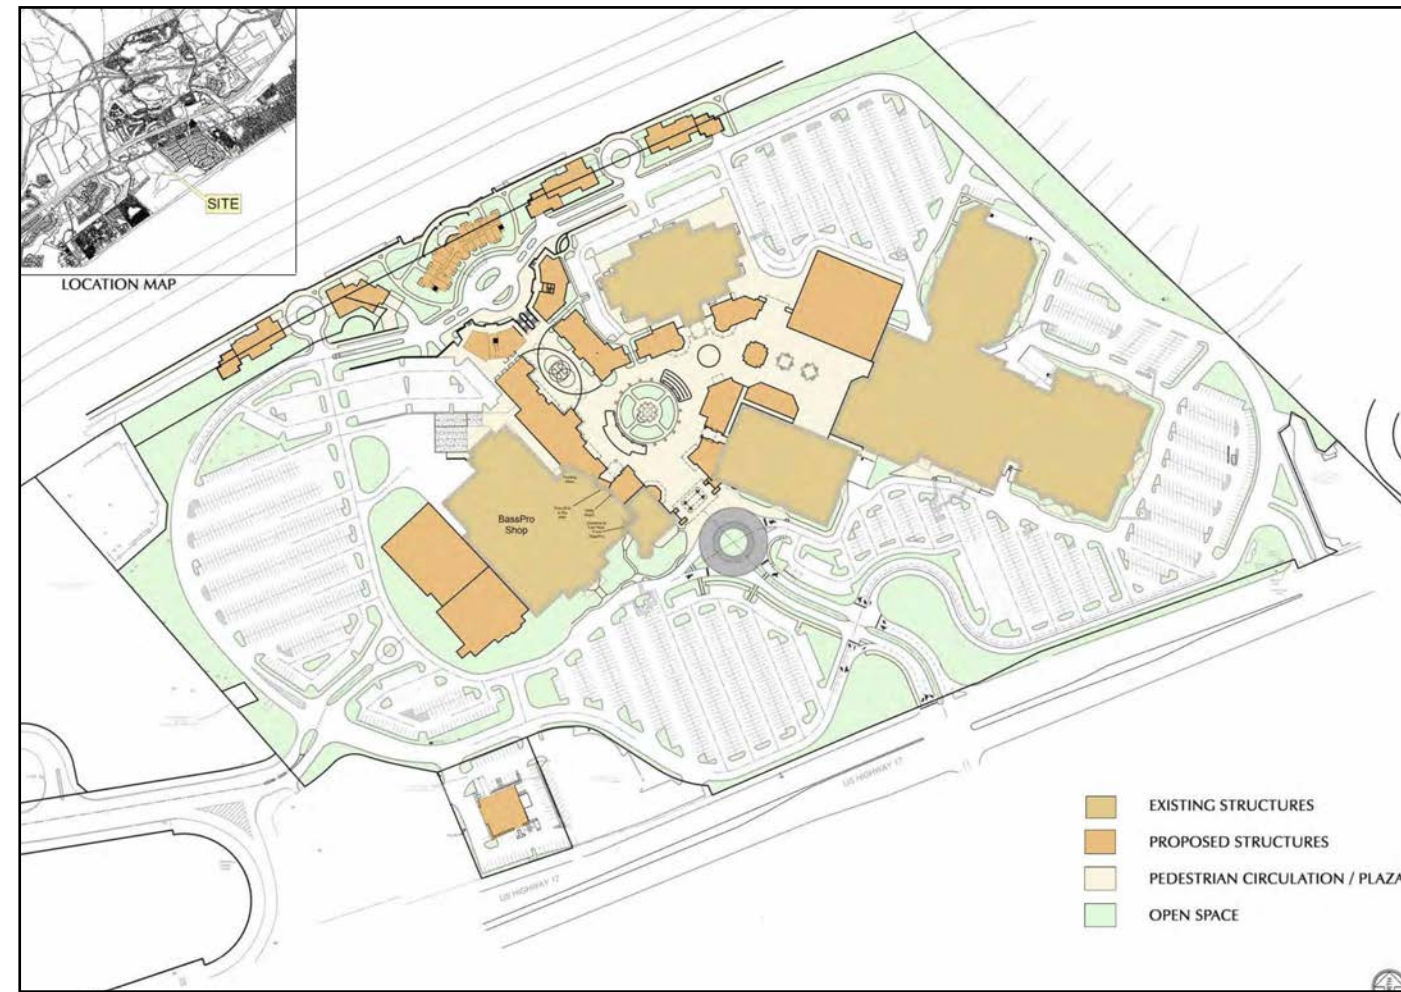 SITE
LOCATION MAP
BassPro
Shop
US HIGHWAY 17
US HIGHWAY 17
EXISTING STRUCTURES
PROPOSED STRUCTURES
PEDESTRIAN CIRCULATION / PLAZA
OPEN SPACE